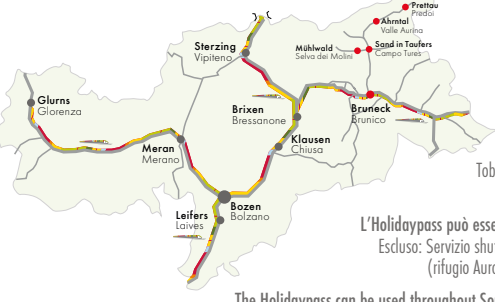 Prettau
Predoi
Ahrntal
Valle Aurina
Sterzing
Vipiteno
Mühlwald
Selva dei Molini
Sand in Taufers
Campo Tures
Glurns
Glorenza
Brixen
Bressanone
Bruneck
Brunico
Klausen
Chiusa
Meran
Merano
Tob
Bozen
Bolzano
Leifers
Laives
L'Holidaypass può esse
Escluso: Servizio shut
(rifugio Auro
The Holidaypass can be used throughout So